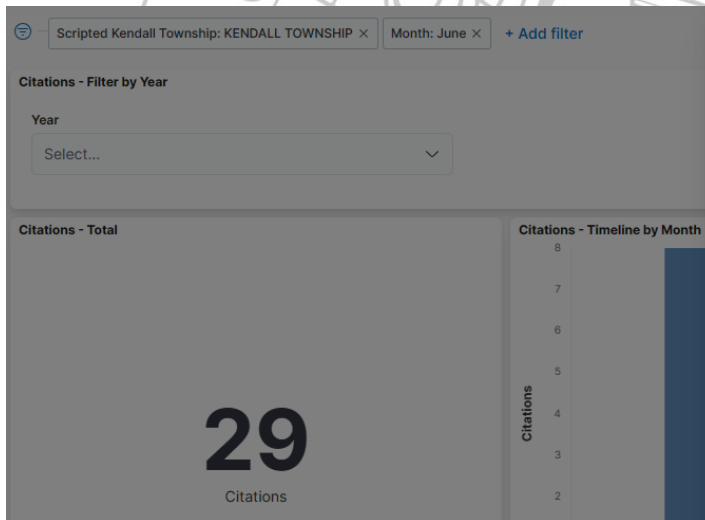 Scripted Kendall Township: KENDALL TOWNSHIP × Month: June × + Add filter
Citations - Filter by Year
Year
Select...
Citations - Total
29
Citations
Citations - Timeline by Month
8
7
6
5
4
3
2
Citations